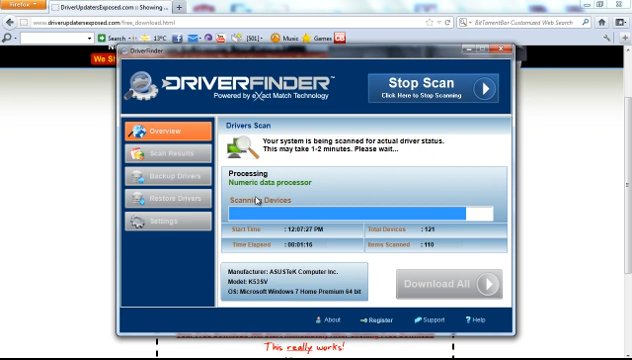 Firefox
DriverUpdatersExposed.com :: Showing ...
www.driverupdatersexposed.com/free_download.html
BitTorrentBar Customized Web Search
Search
13°C
[501]
Music
Games
DriverFinder
We S
DRIVERFINDER™
Powered by eXact Match Technology
Stop Scan
Click Here to Stop Scanning
Overview
Scan Results
Backup Drivers
Restore Drivers
Settings
Drivers Scan
Your system is being scanned for actual driver status.
This may take 1-2 minutes. Please wait...
Processing
Numeric data processor
Scanning Devices
Start Time : 12:07:27 PM Total Devices : 121
Time Elapsed : 00:01:16 Items Scanned : 110
Manufacturer: ASUSTeK Computer Inc.
Model: K53SV
OS: Microsoft Windows 7 Home Premium 64 bit
Download All
About Register Support Help
This really works!